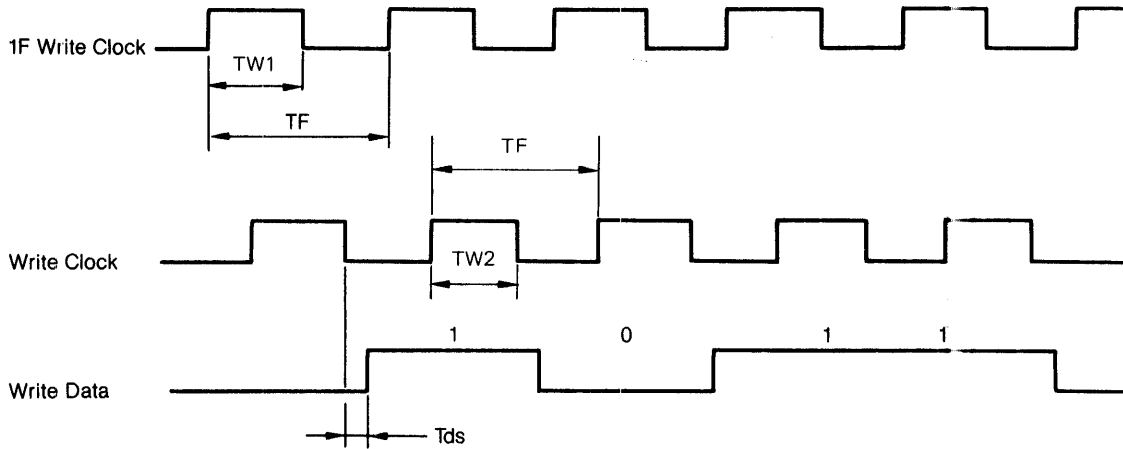 1F Write Clock
TW1
TF
TF
Write Clock
TW2
1 0 1 1
Write Data
Tds